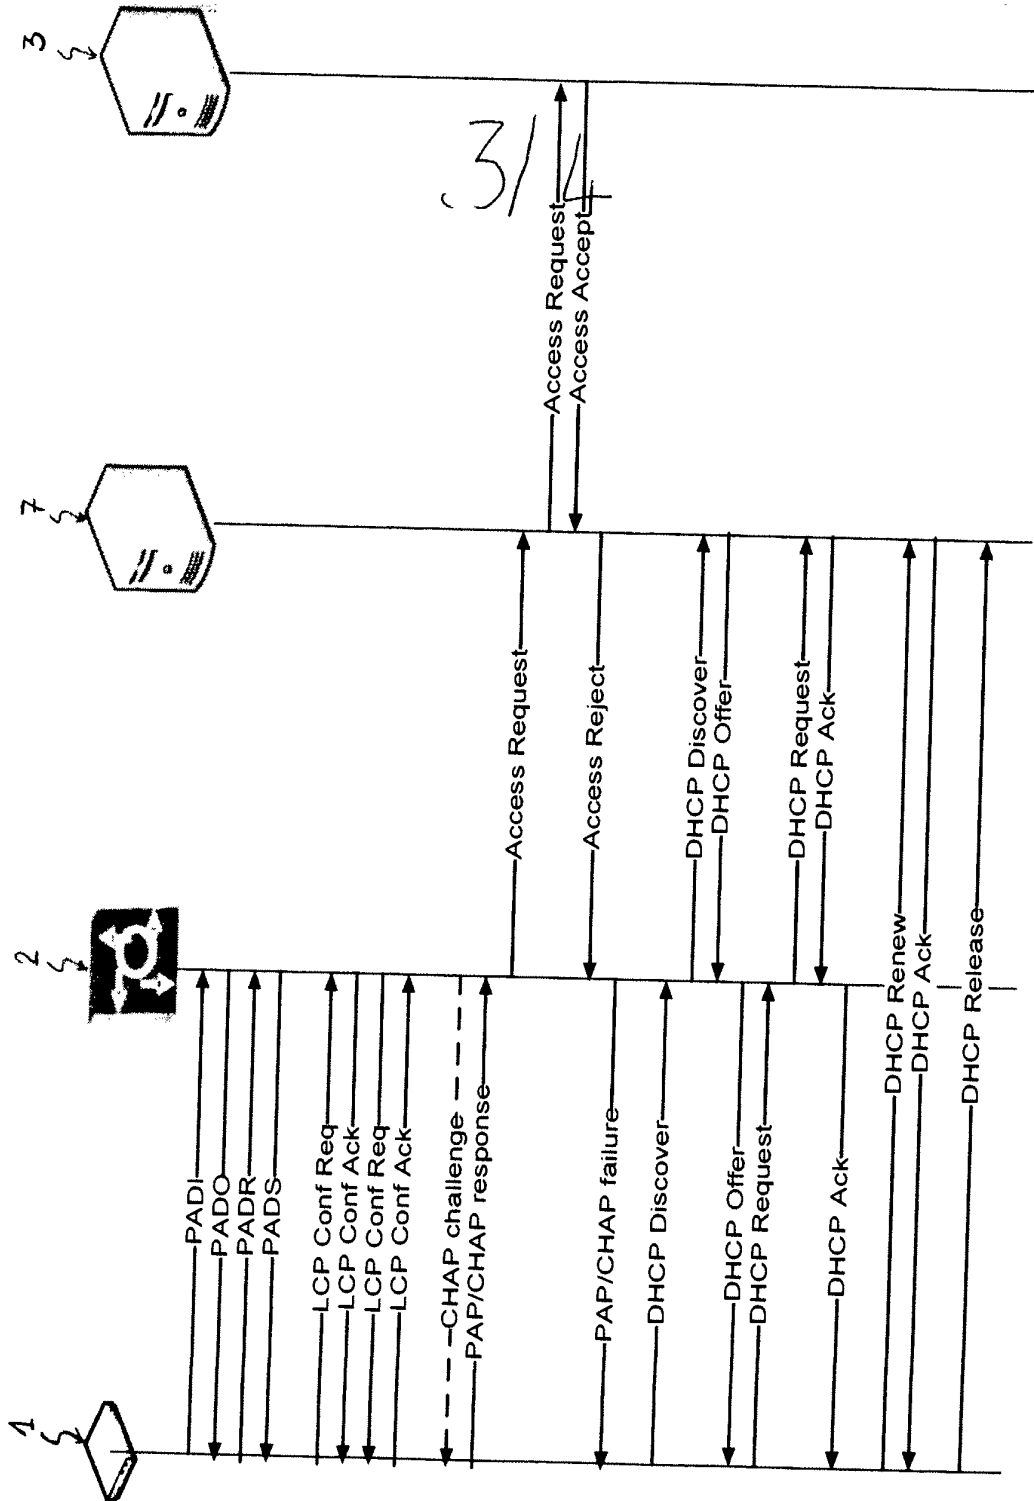 1
2
7
3
3/4
PADI
PADO
PADR
PADS
LCP Conf Req
LCP Conf Ack
LCP Conf Req
LCP Conf Ack
CHAP challenge
PAP/CHAP response
Access Request
Access Request
Access Accept
Access Reject
PAP/CHAP failure
DHCP Discover
DHCP Discover
DHCP Offer
DHCP Offer
DHCP Request
DHCP Request
DHCP Ack
DHCP Ack
DHCP Renew
DHCP Ack
DHCP Release